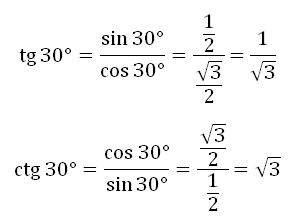 tg 30° = sin 30° / cos 30° = (1/2) / (√3/2) = 1/√3
ctg 30° = cos 30° / sin 30° = (√3/2) / (1/2) = √3